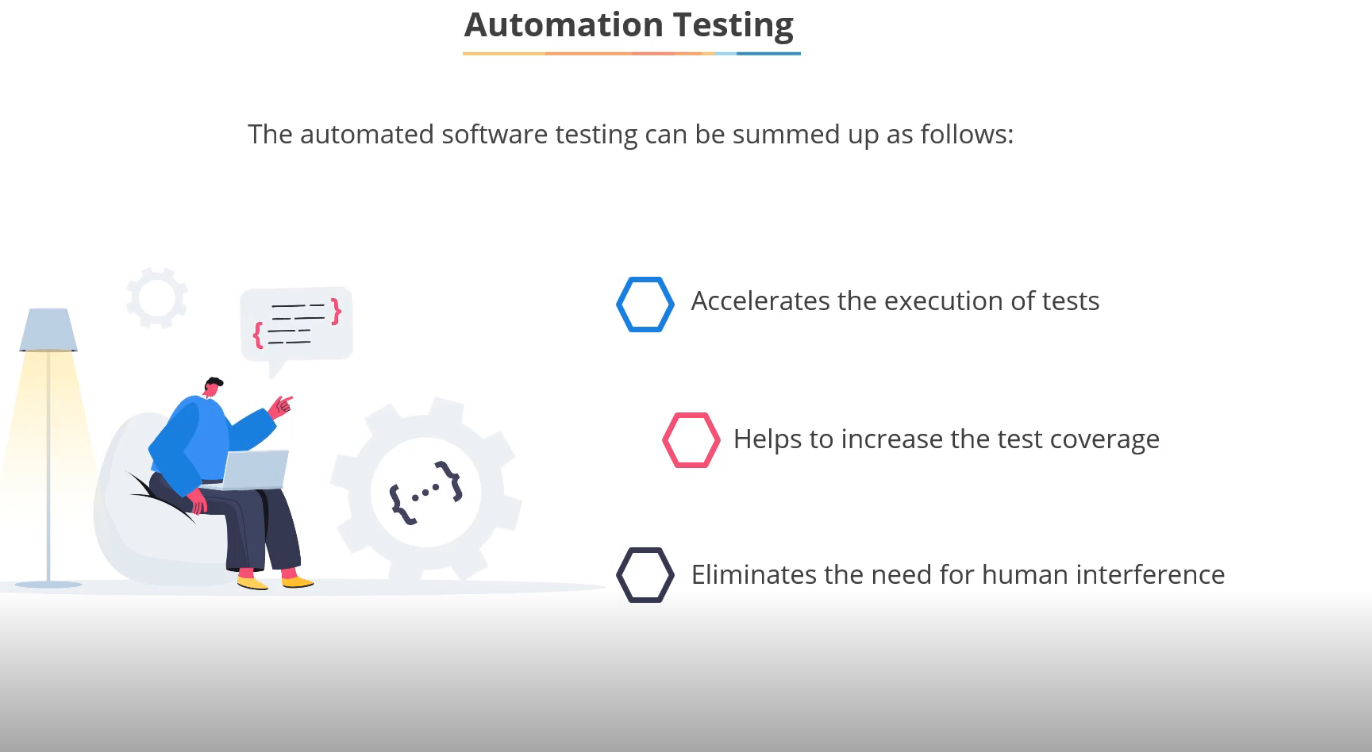 Automation Testing
The automated software testing can be summed up as follows:
Accelerates the execution of tests
Helps to increase the test coverage
Eliminates the need for human interference